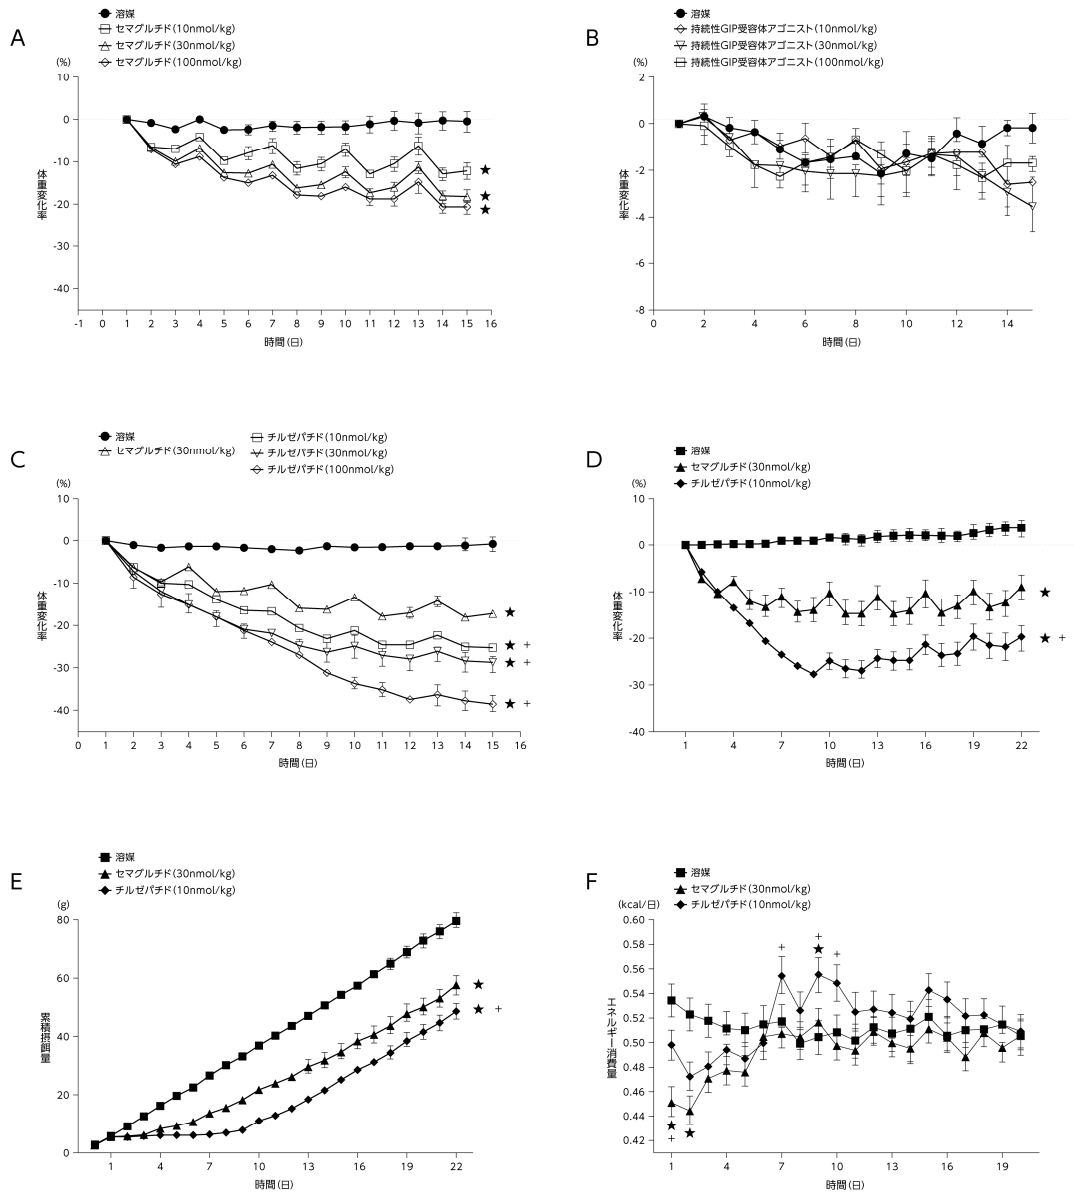 A
溶媒
セマグルチド(10nmol/kg)
セマグルチド(30nmol/kg)
セマグルチド(100nmol/kg)
(%)
10
0
-10
-20
-30
-40
体重変化率
-1 0 1 2 3 4 5 6 7 8 9 10 11 12 13 14 15 16
時間(日)
B
溶媒
持続性GIP受容体アゴニスト(10nmol/kg)
持続性GIP受容体アゴニスト(30nmol/kg)
持続性GIP受容体アゴニスト(100nmol/kg)
(%)
2
0
-2
-4
-6
-8
体重変化率
0 2 4 6 8 10 12 14
時間(日)
C
溶媒
セマグルチド(30nmol/kg)
チルゼパチド(10nmol/kg)
チルゼパチド(30nmol/kg)
チルゼパチド(100nmol/kg)
(%)
10
0
-10
-20
-30
-40
体重変化率
★
★ +
★ +
★ +
0 1 2 3 4 5 6 7 8 9 10 11 12 13 14 15 16
時間(日)
D
溶媒
セマグルチド(30nmol/kg)
チルゼパチド(10nmol/kg)
(%)
10
0
-10
-20
-30
-40
体重変化率
★
★ +
1 4 7 10 13 16 19 22
時間(日)
E
溶媒
セマグルチド(30nmol/kg)
チルゼパチド(10nmol/kg)
(g)
80
60
40
20
0
累積摂餌量
★
★ +
1 4 7 10 13 16 19 22
時間(日)
F
溶媒
セマグルチド(30nmol/kg)
チルゼパチド(10nmol/kg)
(kcal/日)
0.60
0.58
0.56
0.54
0.52
0.50
0.48
0.46
0.44
0.42
エネルギー消費量
1 4 7 10 13 16 19
時間(日)